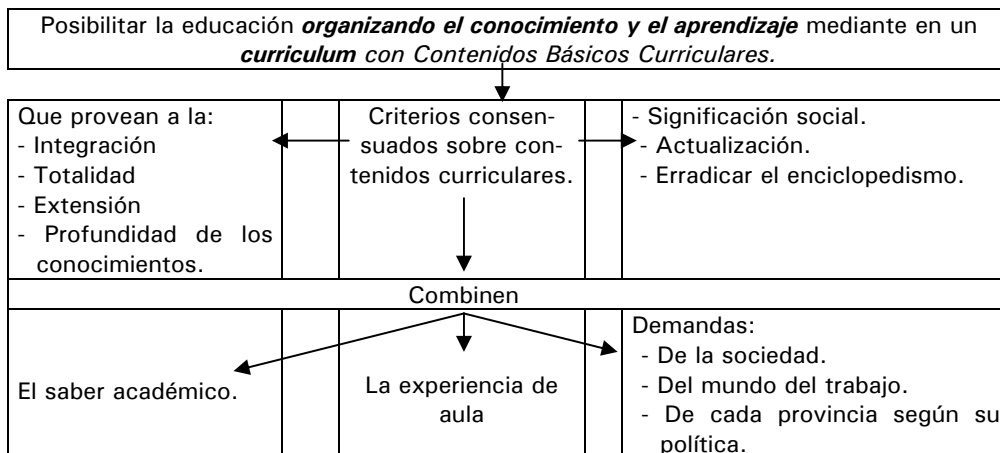 Posibilitar la educación organizando el conocimiento y el aprendizaje mediante en un
curriculum con Contenidos Básicos Curriculares.
Que provean a la:
- Integración
- Totalidad
- Extensión
- Profundidad de los
conocimientos.
Criterios consen-
suados sobre con-
tenidos curriculares.
- Significación social.
- Actualización.
- Erradicar el enciclopedismo.
Combinen
El saber académico.
La experiencia de
aula
Demandas:
- De la sociedad.
- Del mundo del trabajo.
- De cada provincia según su
política.